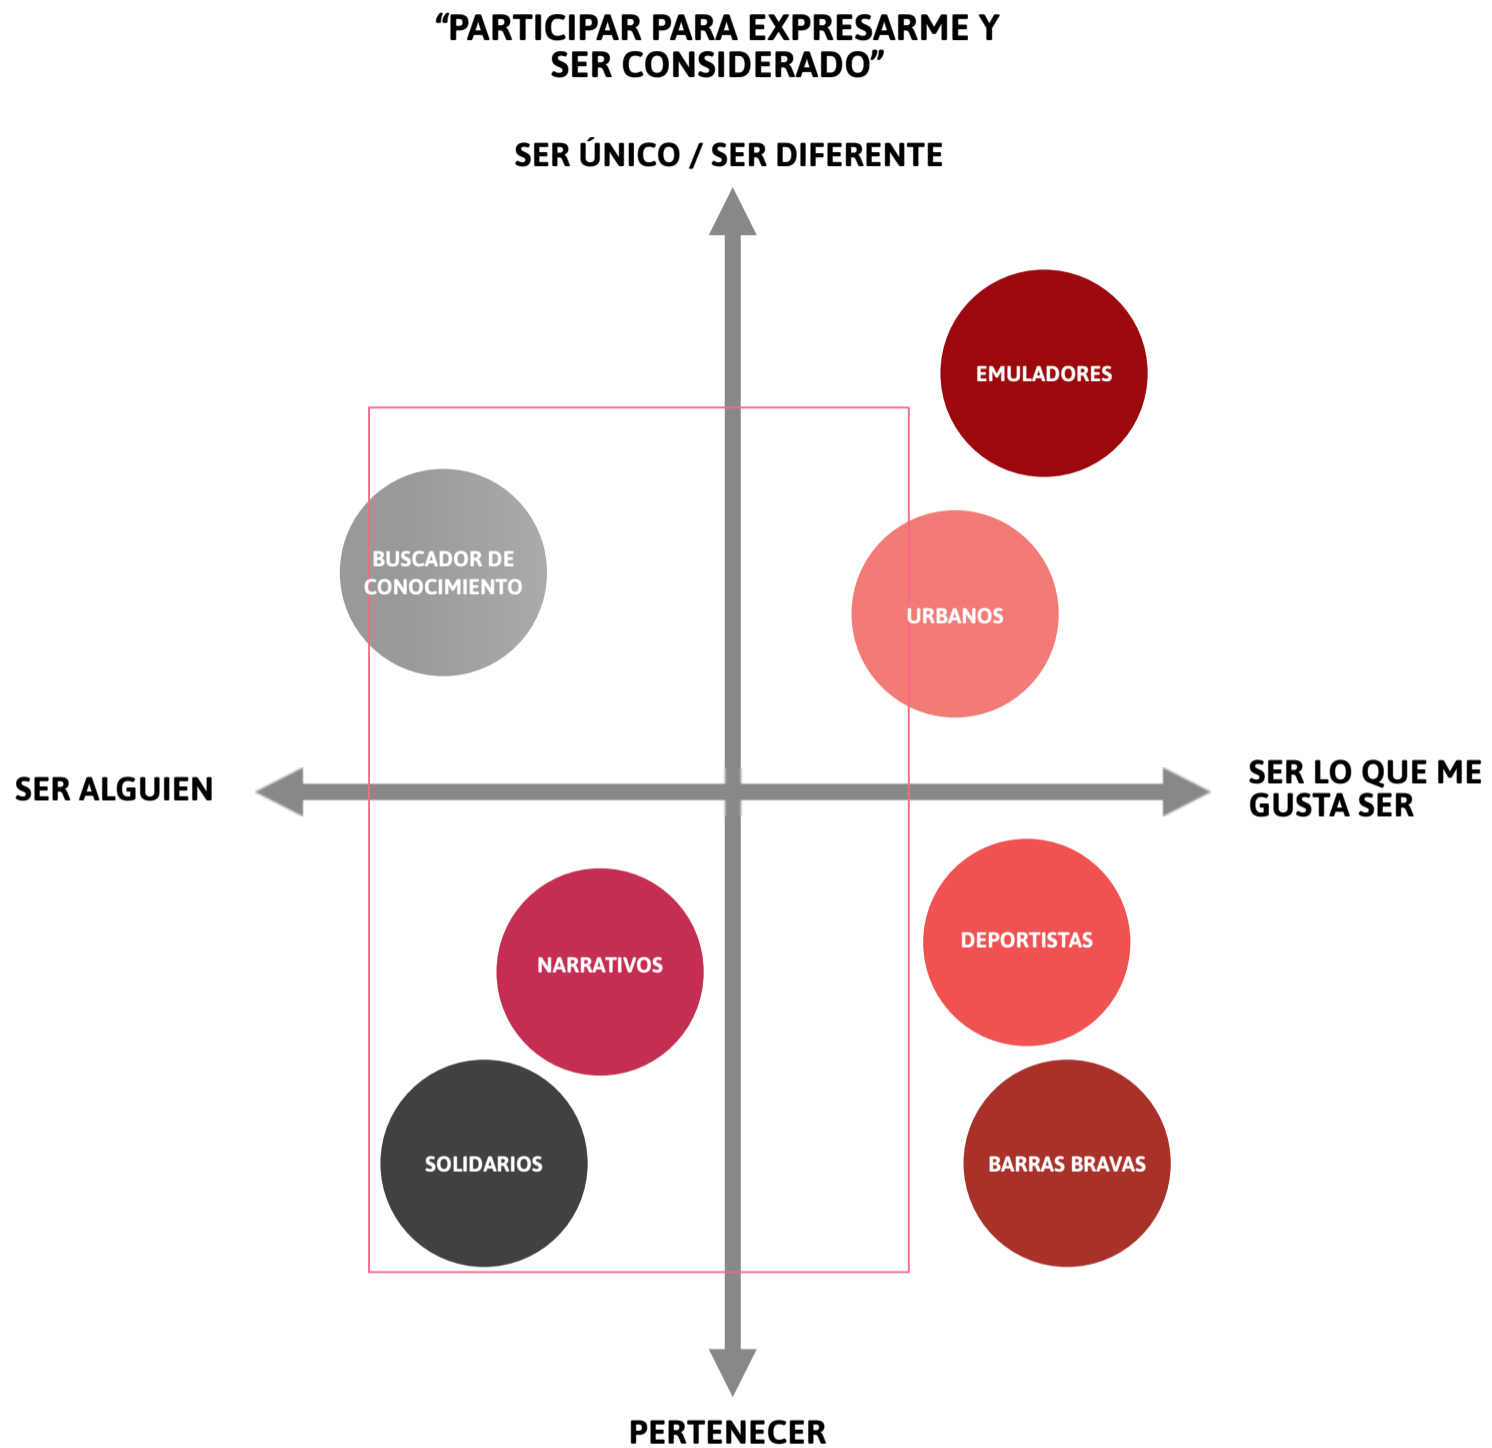 “PARTICIPAR PARA EXPRESARME Y
SER CONSIDERADO”
SER ÚNICO / SER DIFERENTE
EMULADORES
BUSCADOR DE
CONOCIMIENTO
URBANOS
SER ALGUIEN
SER LO QUE ME
GUSTA SER
DEPORTISTAS
NARRATIVOS
SOLIDARIOS
BARRAS BRAVAS
PERTENECER